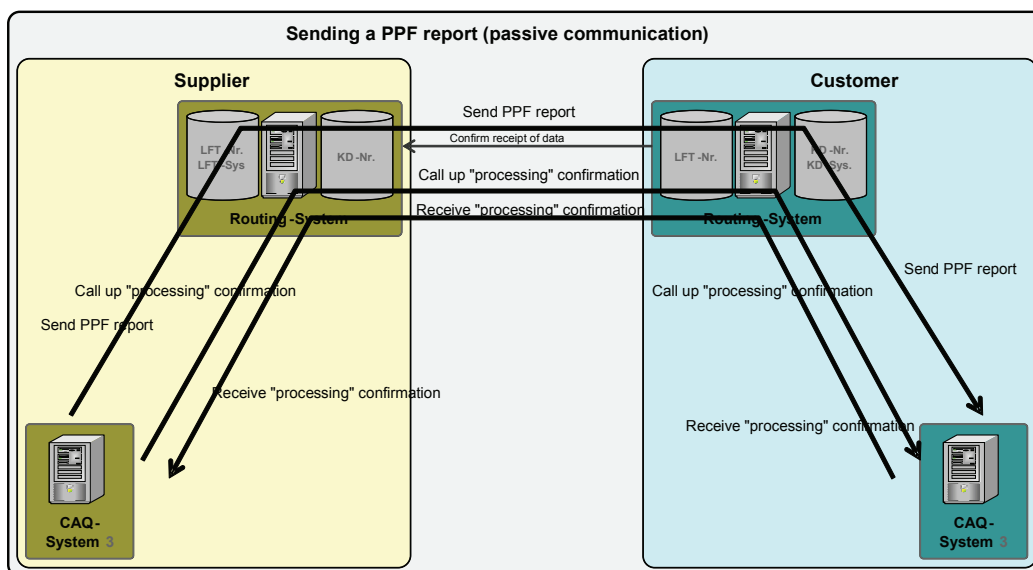 Sending a PPF report (passive communication)
Supplier
Customer
Send PPF report
Confirm receipt of data
LFT -Nr.
LFT -Sys
KD -Nr.
LFT -Nr.
KD -Nr.
KD -Sys.
Call up "processing" confirmation
Receive "processing" confirmation
Routing -System
Routing -System
Send PPF report
Call up "processing" confirmation
Call up "processing" confirmation
Send PPF report
Receive "processing" confirmation
Receive "processing" confirmation
CAQ-
System 3
CAQ-
System 3